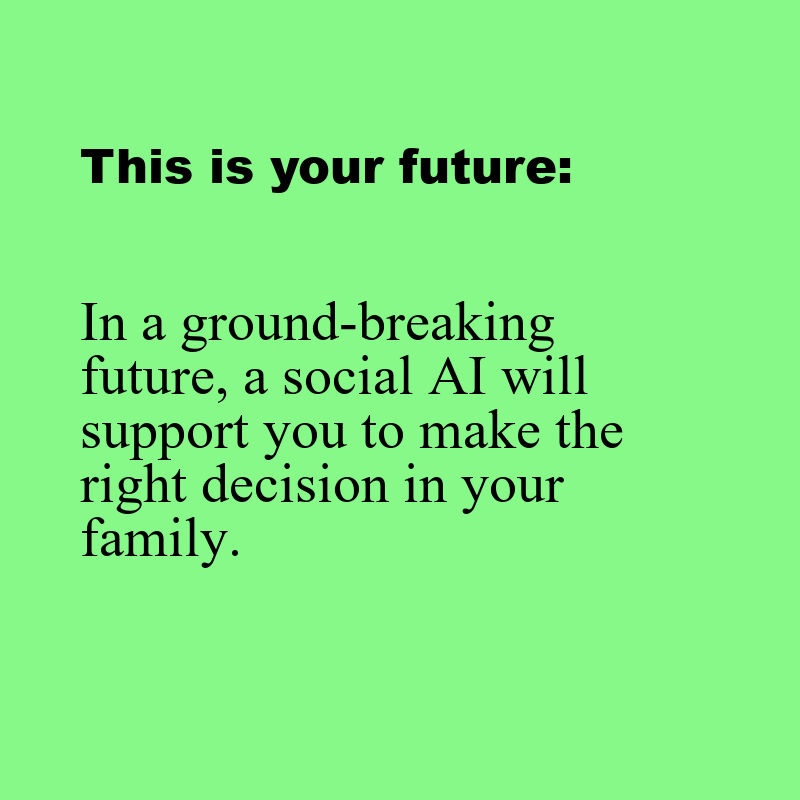 This is your future:
In a ground-breaking
future, a social AI will
support you to make the
right decision in your
family.